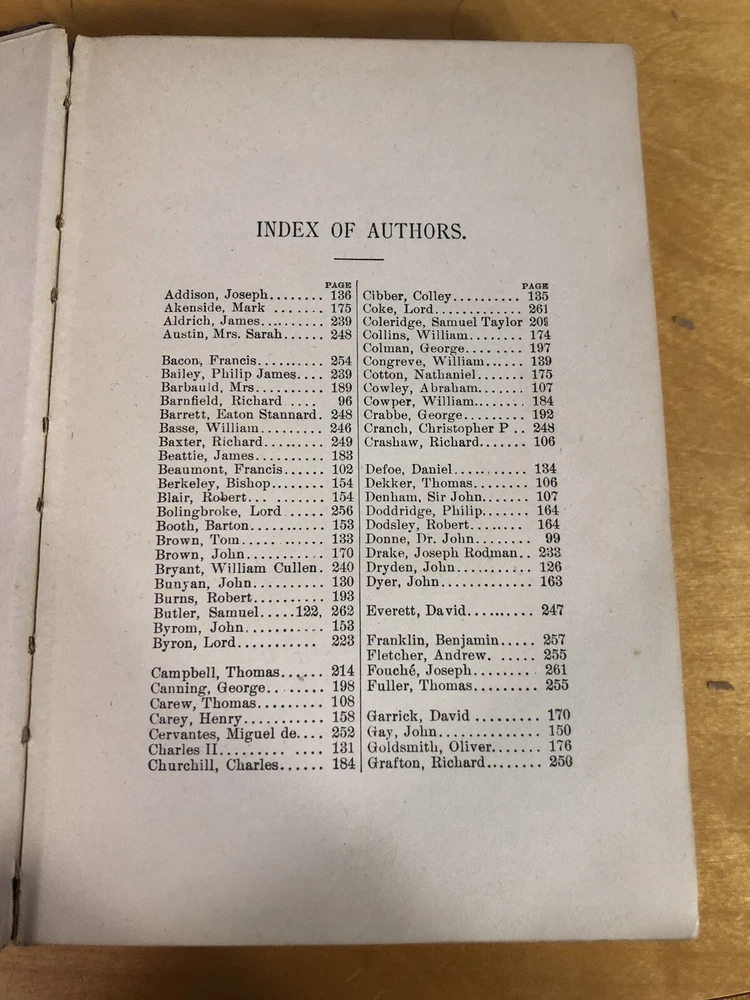 INDEX OF AUTHORS.
PAGE
Addison, Joseph........ 136
Akenside, Mark ....... 175
Aldrich, James.......... 239
Austin, Mrs. Sarah...... 248
Bacon, Francis.......... 254
Bailey, Philip James.... 239
Barbauld, Mrs.......... 189
Barnfield, Richard .... 96
Barrett, Eaton Stannard. 248
Basse, William......... 246
Baxter, Richard........ 249
Beattie, James.......... 183
Beaumont, Francis...... 102
Berkeley, Bishop........ 154
Blair, Robert... ....... 154
Bolingbroke, Lord ..... 256
Booth, Barton........... 153
Brown, Tom............ 133
Brown, John........... 170
Bryant, William Cullen. 240
Bunyan, John.......... 130
Burns, Robert.......... 193
Butler, Samuel.....122, 262
Byrom, John........... 153
Byron, Lord........... 223
Campbell, Thomas...... 214
Canning, George........ 198
Carew, Thomas......... 108
Carey, Henry........... 158
Cervantes, Miguel de.... 252
Charles II......... .... .... 131
Churchill, Charles...... 184
PAGE
Cibber, Colley.......... 135
Coke, Lord............. 261
Coleridge, Samuel Taylor
Collins, William........ 174
Colman, George........ 197
Congreve, William...... 139
Cotton, Nathaniel....... 175
Cowley, Abraham....... 107
Cowper, William....... 184
Crabbe, George......... 192
Cranch, Christopher P .. 248
Crashaw, Richard....... 106
Defoe, Daniel........... 134
Dekker, Thomas........ 106
Denham, Sir John....... 107
Doddridge, Philip....... 164
Dodsley, Robert........ 164
Donne, Dr. John........ 99
Drake, Joseph Rodman.. 233
Dryden, John........... 126
Dyer, John............. 163
Everett, David.......... 247
Franklin, Benjamin..... 257
Fletcher, Andrew. ..... 255
Fouché, Joseph......... 261
Fuller, Thomas......... 255
Garrick, David ......... 170
Gay, John.............. 150
Goldsmith, Oliver....... 176
Grafton, Richard........ 256